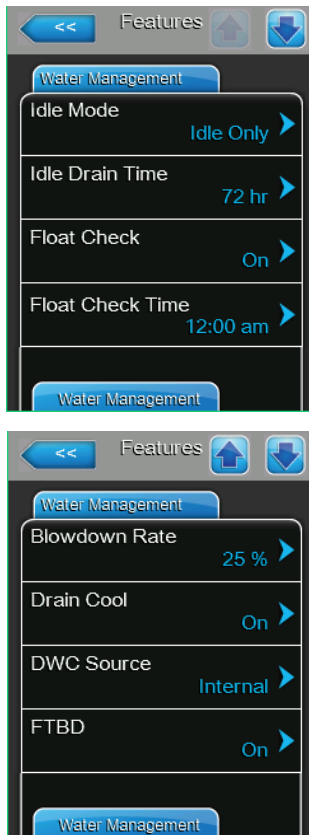 << Features
Water Management
Idle Mode
Idle Only
Idle Drain Time
72 hr
Float Check
On
Float Check Time
12:00 am
Water Management
<< Features
Water Management
Blowdown Rate
25 %
Drain Cool
On
DWC Source
Internal
FTBD
On
Water Management